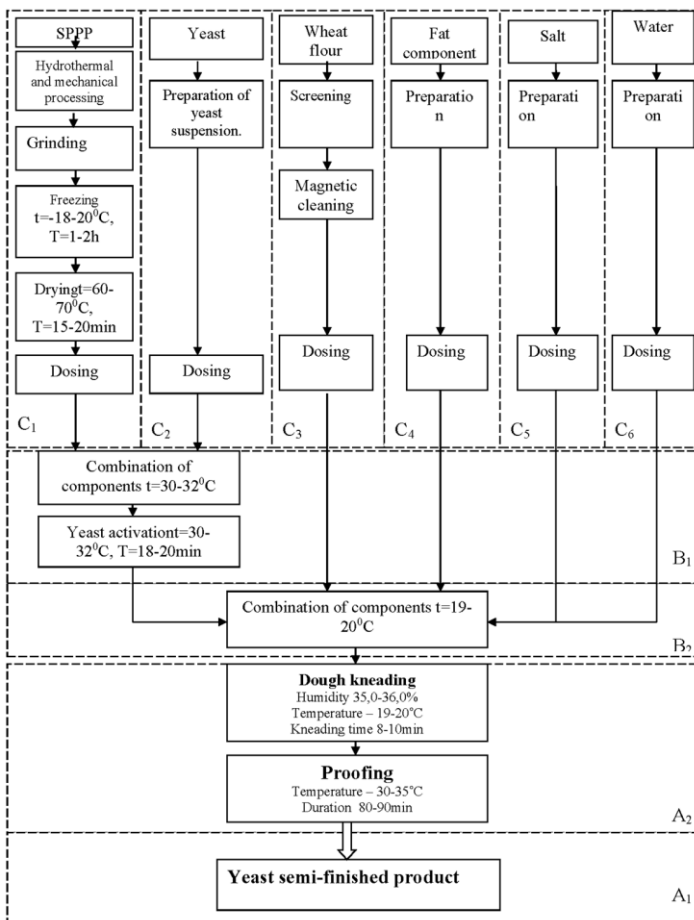 SPPP
Hydrothermal
and mechanical
processing
Grinding
Freezing
t=-18-20⁰C,
T=1-2h
Dryingt=60-
70⁰C,
T=15-20min
Dosing
C₁
Yeast
Preparation of
yeast
suspension.
Dosing
C₂
Wheat
flour
Screening
Magnetic
cleaning
Dosing
C₃
Fat
component
Preparatio
n
Dosing
C₄
Salt
Preparati
on
Dosing
C₅
Water
Preparati
on
Dosing
C₆
Combination of
components t=30-32⁰C
Yeast activationt=30-
32⁰C, T=18-20min
B₁
Combination of components t=19-
20⁰C
B₂
Dough kneading
Humidity 35,0-36,0%
Temperature – 19-20°C
Kneading time 8-10min
Proofing
Temperature – 30-35°C
Duration 80-90min
A₂
Yeast semi-finished product
A₁